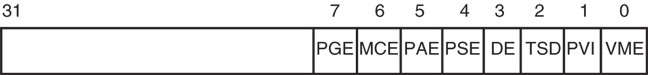 31 7 6 5 4 3 2 1 0
PGE MCE PAE PSE DE TSD PVI VME